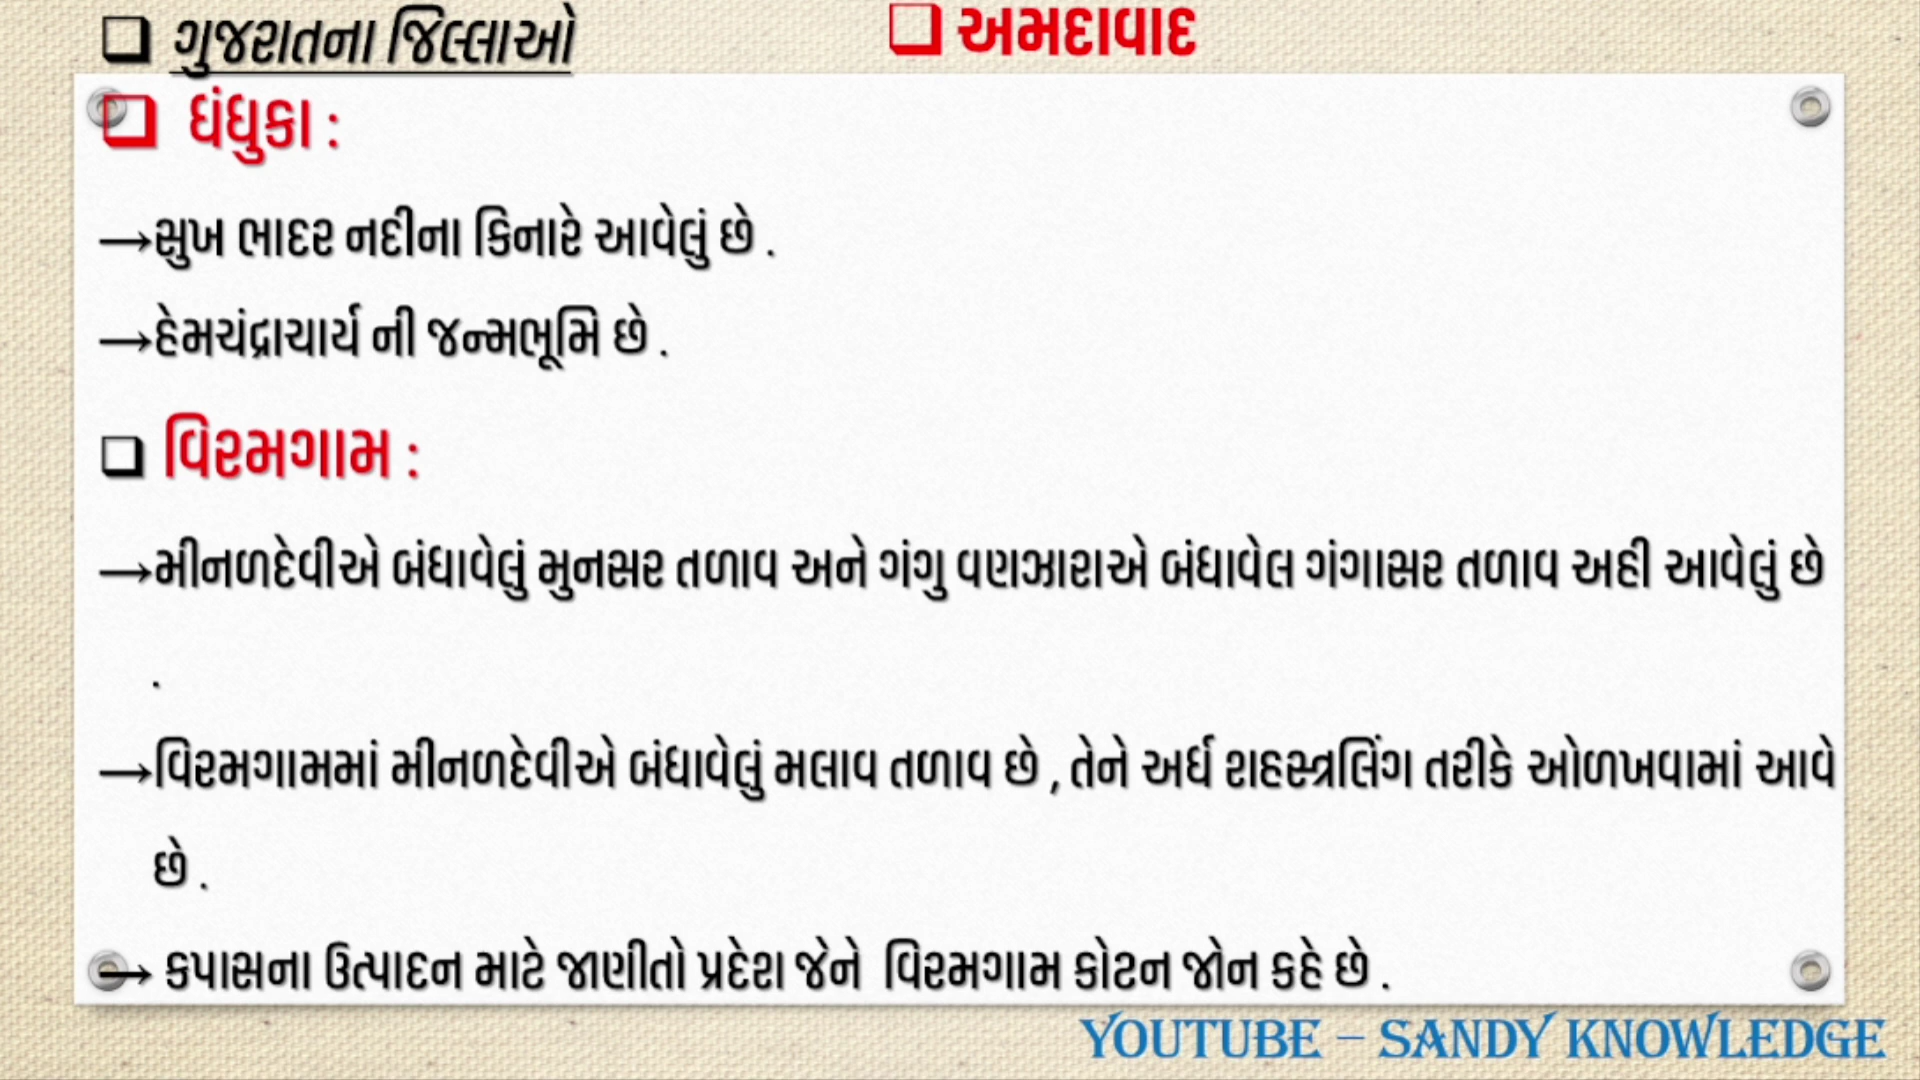 ❑ ગુજરાતના જિલ્લાઓ
❑ અમદાવાદ
❑ ધંધુકા :
→સુખ ભાદર નદીના કિનારે આવેલું છે .
→હેમચંદ્રાચાર્ય ની જન્મભૂમિ છે .
❑ વિરમગામ :
→મીનળદેવીએ બંધાવેલું મુનસર તળાવ અને ગંગુ વણઝારાએ બંધાવેલ ગંગાસર તળાવ અહી આવેલું છે
.
→વિરમગામમાં મીનળદેવીએ બંધાવેલું મલાવ તળાવ છે , તેને અર્ધ શહસ્ત્રલિંગ તરીકે ઓળખવામાં આવે
છે .
→ કપાસના ઉત્પાદન માટે જાણીતો પ્રદેશ જેને વિરમગામ કોટન જોન કહે છે .
YOUTUBE – SANDY KNOWLEDGE